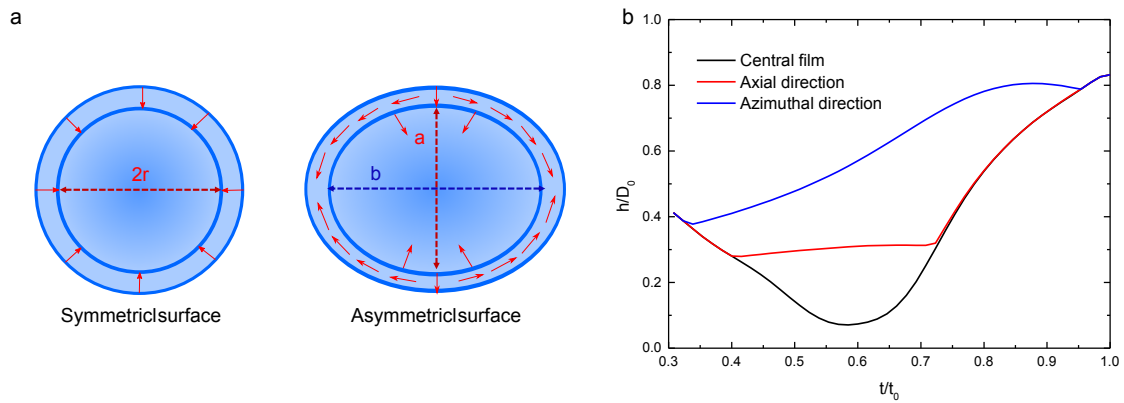 a
2r
a
b
Symmetric surface
Asymmetric surface
b
h/D0
1.0
0.8
0.6
0.4
0.2
0.0
Central film
Axial direction
Azimuthal direction
0.3 0.4 0.5 0.6 0.7 0.8 0.9 1.0
t/t0